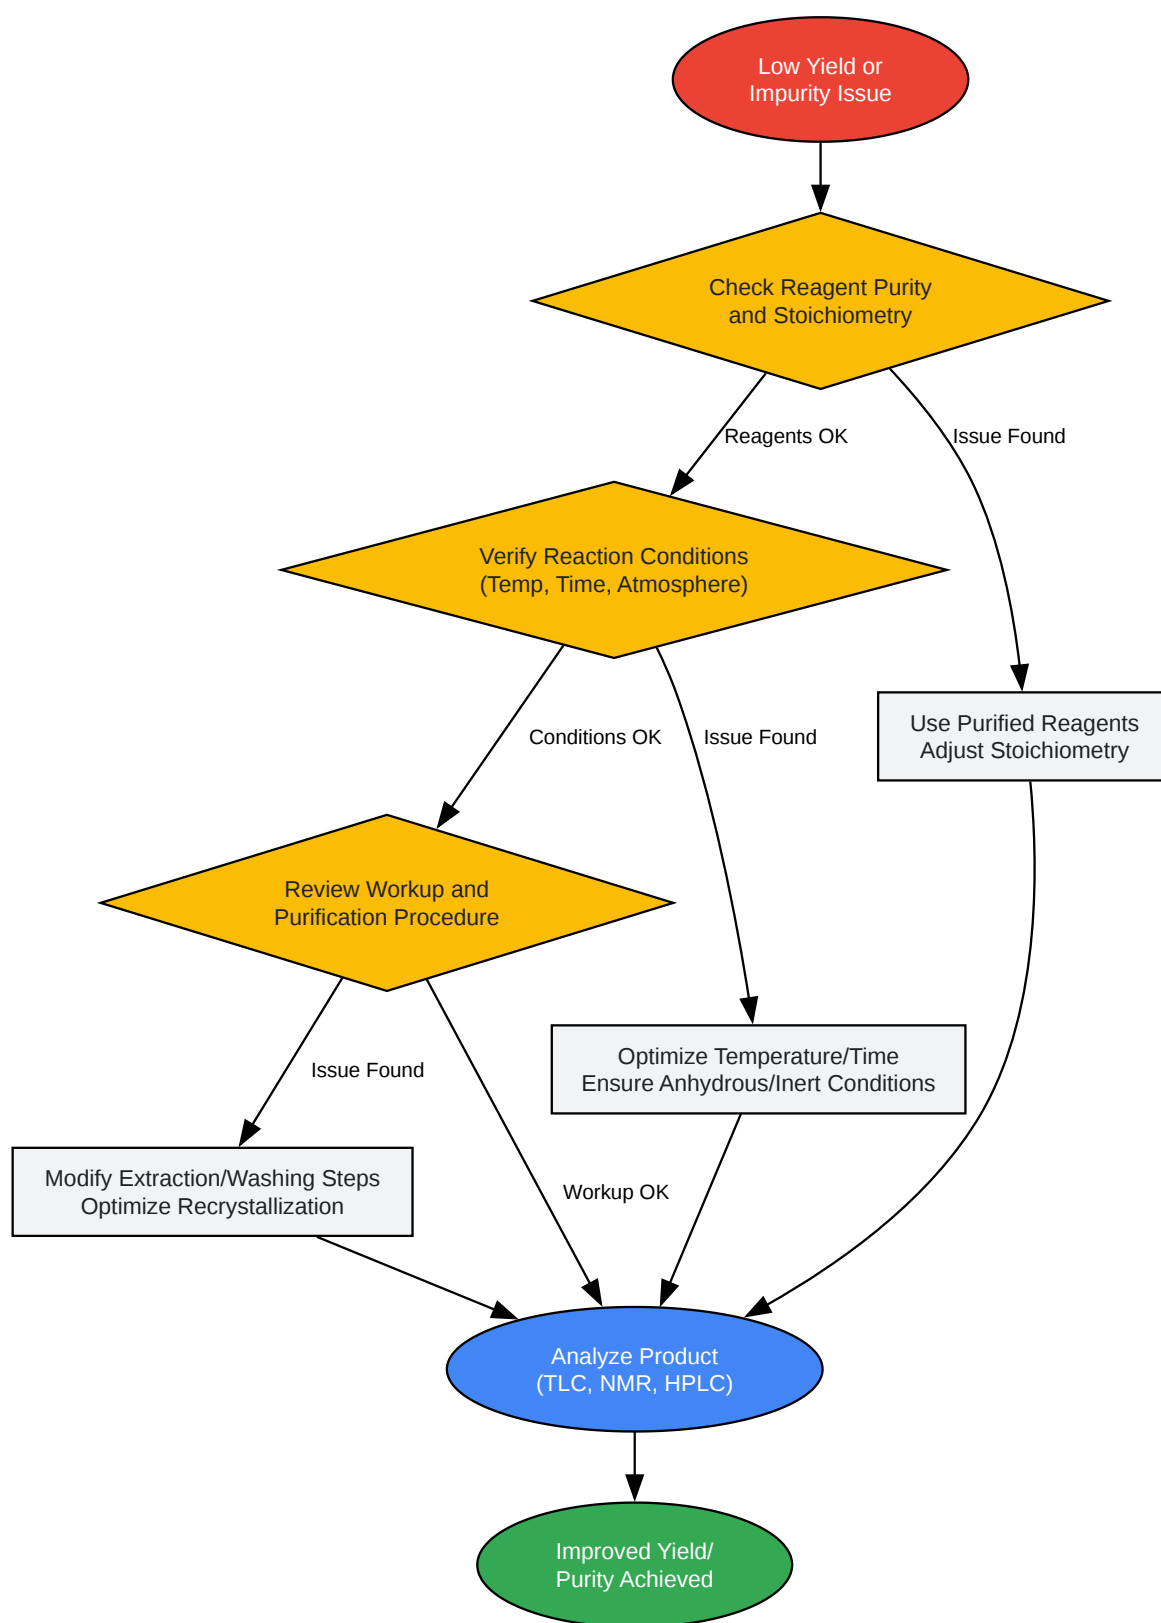 Low Yield or
Impurity Issue
Check Reagent Purity
and Stoichiometry
Reagents OK
Issue Found
Verify Reaction Conditions
(Temp, Time, Atmosphere)
Use Purified Reagents
Adjust Stoichiometry
Conditions OK
Issue Found
Review Workup and
Purification Procedure
Optimize Temperature/Time
Ensure Anhydrous/Inert Conditions
Issue Found
Modify Extraction/Washing Steps
Optimize Recrystallization
Workup OK
Analyze Product
(TLC, NMR, HPLC)
Improved Yield/
Purity Achieved